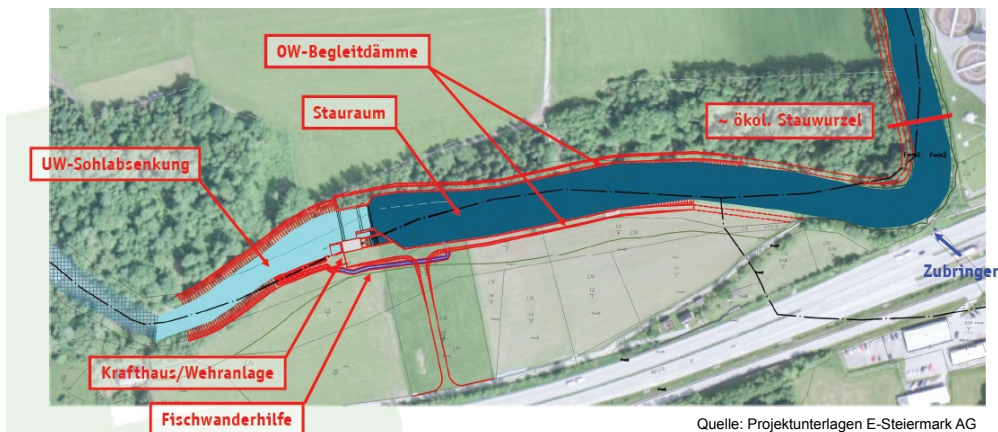 OW-Begleitdämme
Stauraum
~ ökol. Stauwurzel
UW-Sohlabsenkung
Zubringer
Krafthaus/Wehranlage
Fischwanderhilfe
Quelle: Projektunterlagen E-Steiermark AG